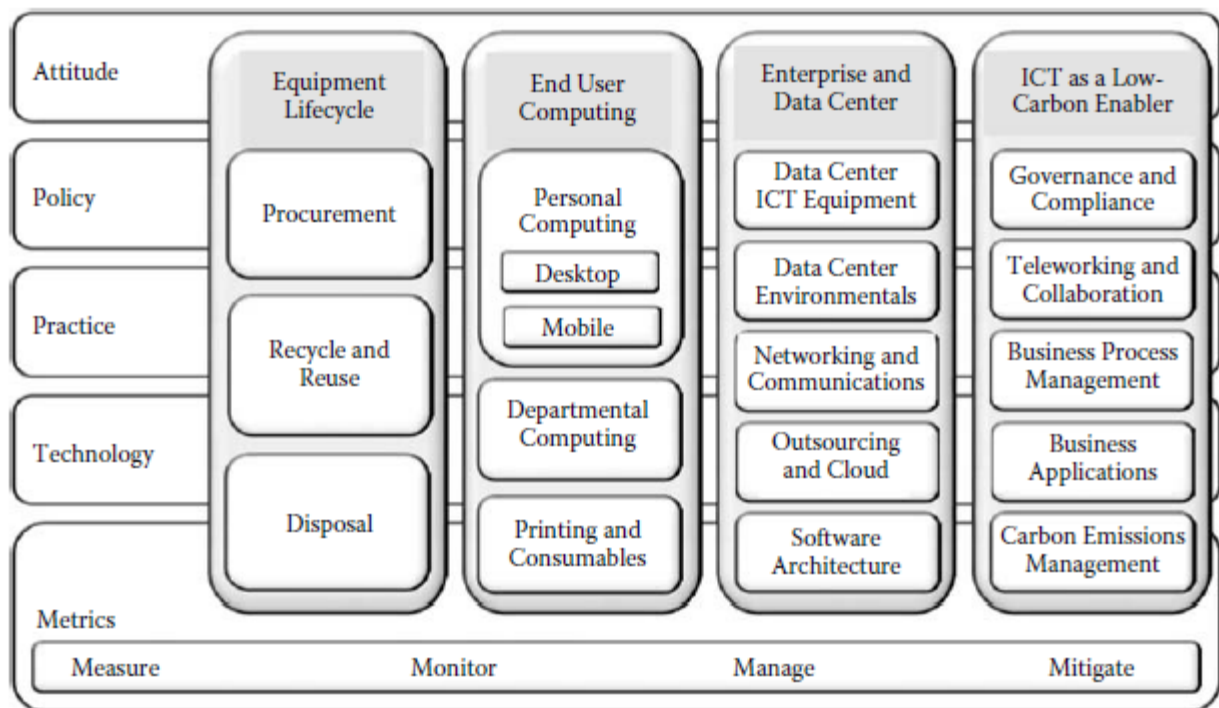 Attitude
Policy
Practice
Technology
Metrics
Equipment
Lifecycle
Procurement
Recycle and
Reuse
Disposal
End User
Computing
Personal
Computing
Desktop
Mobile
Departmental
Computing
Printing and
Consumables
Enterprise and
Data Center
Data Center
ICT Equipment
Data Center
Environmentals
Networking and
Communications
Outsourcing
and Cloud
Software
Architecture
ICT as a Low-
Carbon Enabler
Governance and
Compliance
Teleworking and
Collaboration
Business Process
Management
Business
Applications
Carbon Emissions
Management
Measure Monitor Manage Mitigate